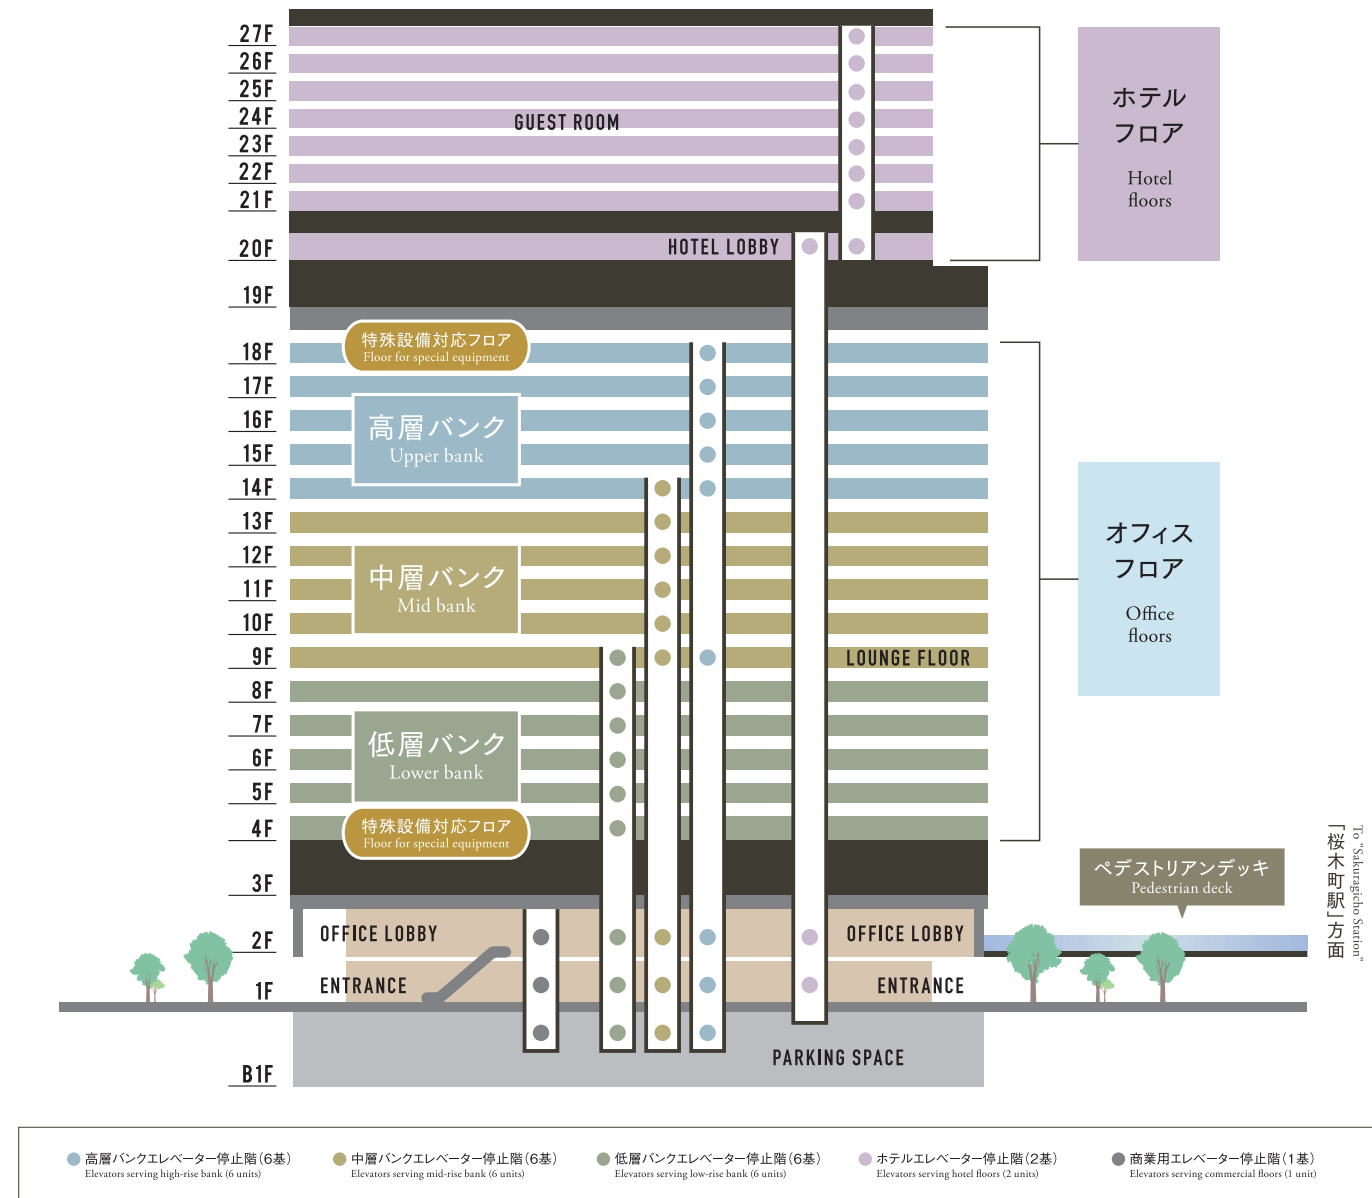 27F
26F
25F
24F
GUEST ROOM
23F
22F
21F
20F
HOTEL LOBBY
19F
ホテル
フロア
Hotel
floors
18F
特殊設備対応フロア
Floor for special equipment
17F
16F
高層バンク
Upper bank
15F
14F
13F
12F
中層バンク
Mid bank
11F
10F
9F
LOUNGE FLOOR
8F
7F
低層バンク
Lower bank
6F
5F
4F
特殊設備対応フロア
Floor for special equipment
3F
オフィス
フロア
Office
floors
2F
OFFICE LOBBY
OFFICE LOBBY
1F
ENTRANCE
ENTRANCE
B1F
PARKING SPACE
ペデストリアンデッキ
Pedestrian deck
To "Sakuragicho Station"
「桜木町駅」方面
高層バンクエレベーター停止階(6基)
Elevators serving high-rise bank (6 units)
中層バンクエレベーター停止階(6基)
Elevators serving mid-rise bank (6 units)
低層バンクエレベーター停止階(6基)
Elevators serving low-rise bank (6 units)
ホテルエレベーター停止階(2基)
Elevators serving hotel floors (2 units)
商業用エレベーター停止階(1基)
Elevators serving commercial floors (1 unit)